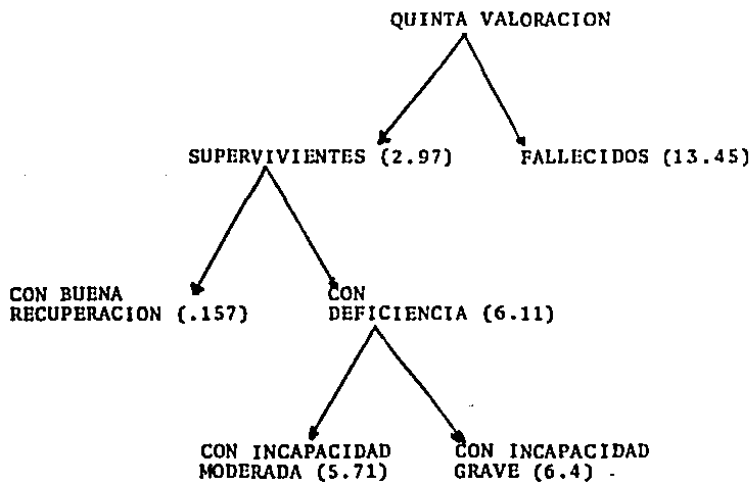 QUINTA VALORACION
SUPERVIVIENTES (2.97) FALLECIDOS (13.45)
CON BUENA
RECUPERACION (.157)
CON
DEFICIENCIA (6.11)
CON INCAPACIDAD
MODERADA (5.71)
CON INCAPACIDAD
GRAVE (6.4)